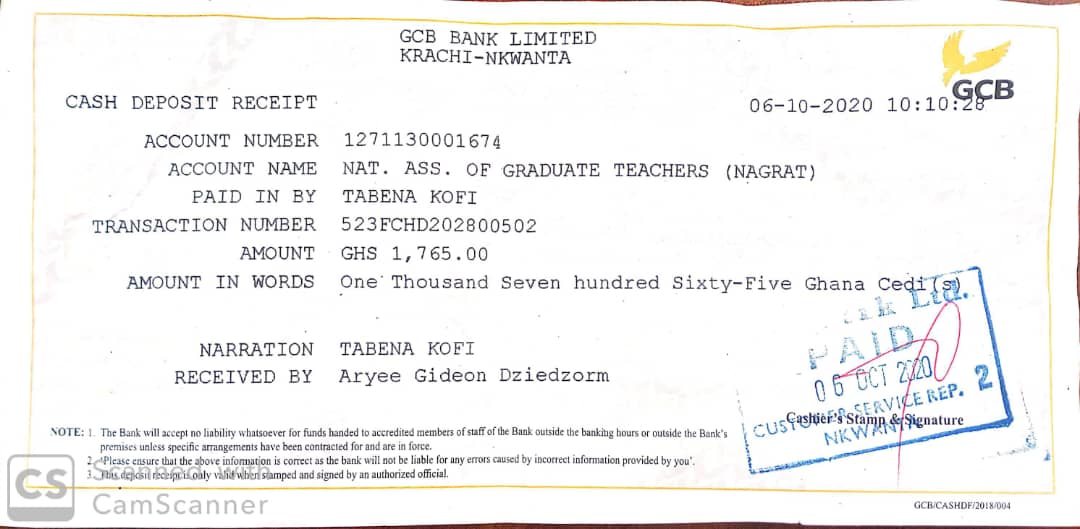 GCB BANK LIMITED
KRACHI-NKWANTA
GCB
CASH DEPOSIT RECEIPT
06-10-2020 10:10:28
ACCOUNT NUMBER 1271130001674
ACCOUNT NAME NAT. ASS. OF GRADUATE TEACHERS (NAGRAT)
PAID IN BY TABENA KOFI
TRANSACTION NUMBER 523FCHD202800502
AMOUNT GHS 1,765.00
AMOUNT IN WORDS One Thousand Seven hundred Sixty-Five Ghana Cedi(s)
NARRATION TABENA KOFI
RECEIVED BY Aryee Gideon Dziedzorm
Ltd.
PAID
06 OCT 2020
CUSTOMER SERVICE REP. 2
NKWANTA
Cashier's Stamp & Signature
NOTE: 1. The Bank will accept no liability whatsoever for funds handed to accredited members of staff of the Bank outside the banking hours or outside the Bank's
premises unless specific arrangements have been contracted for and are in force.
2. 'Please ensure that the above information is correct as the bank will not be liable for any errors caused by incorrect information provided by you'.
3. This deposit receipt is only valid when stamped and signed by an authorized official.
CS Scanned with
CamScanner
GCB/CASHDF/2018/004